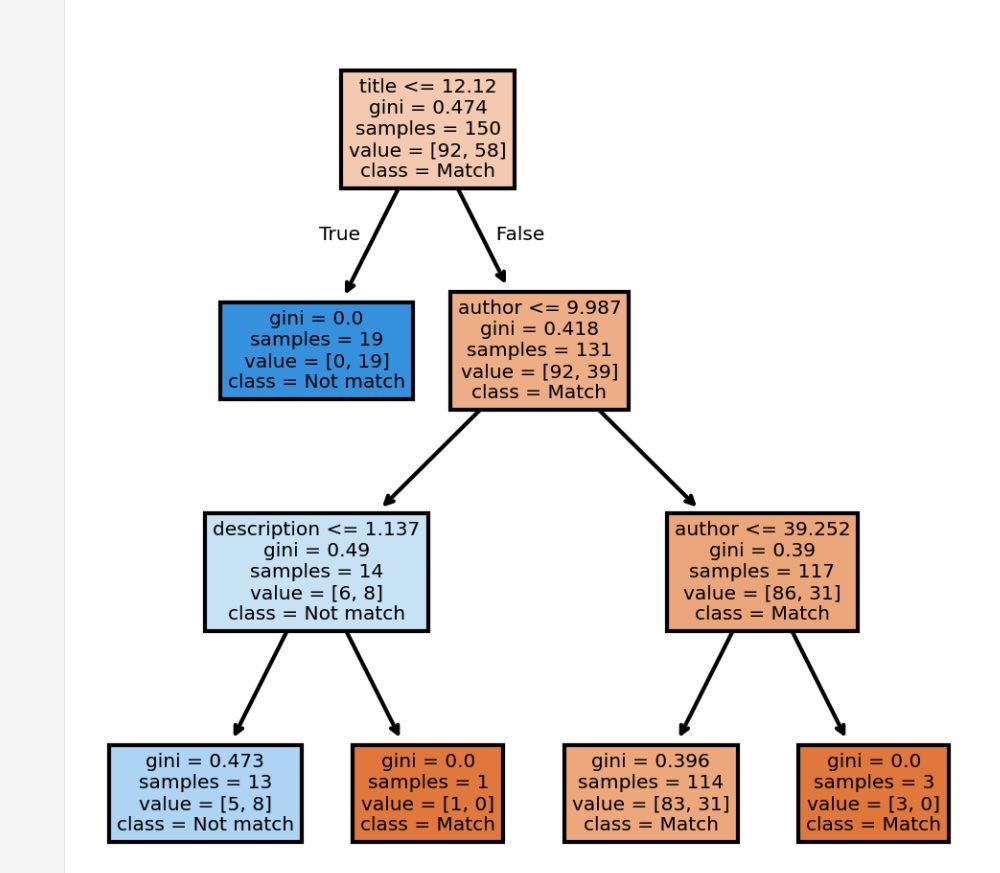 title <= 12.12
gini = 0.474
samples = 150
value = [92, 58]
class = Match
True
False
gini = 0.0
samples = 19
value = [0, 19]
class = Not match
author <= 9.987
gini = 0.418
samples = 131
value = [92, 39]
class = Match
description <= 1.137
gini = 0.49
samples = 14
value = [6, 8]
class = Not match
author <= 39.252
gini = 0.39
samples = 117
value = [86, 31]
class = Match
gini = 0.473
samples = 13
value = [5, 8]
class = Not match
gini = 0.0
samples = 1
value = [1, 0]
class = Match
gini = 0.396
samples = 114
value = [83, 31]
class = Match
gini = 0.0
samples = 3
value = [3, 0]
class = Match